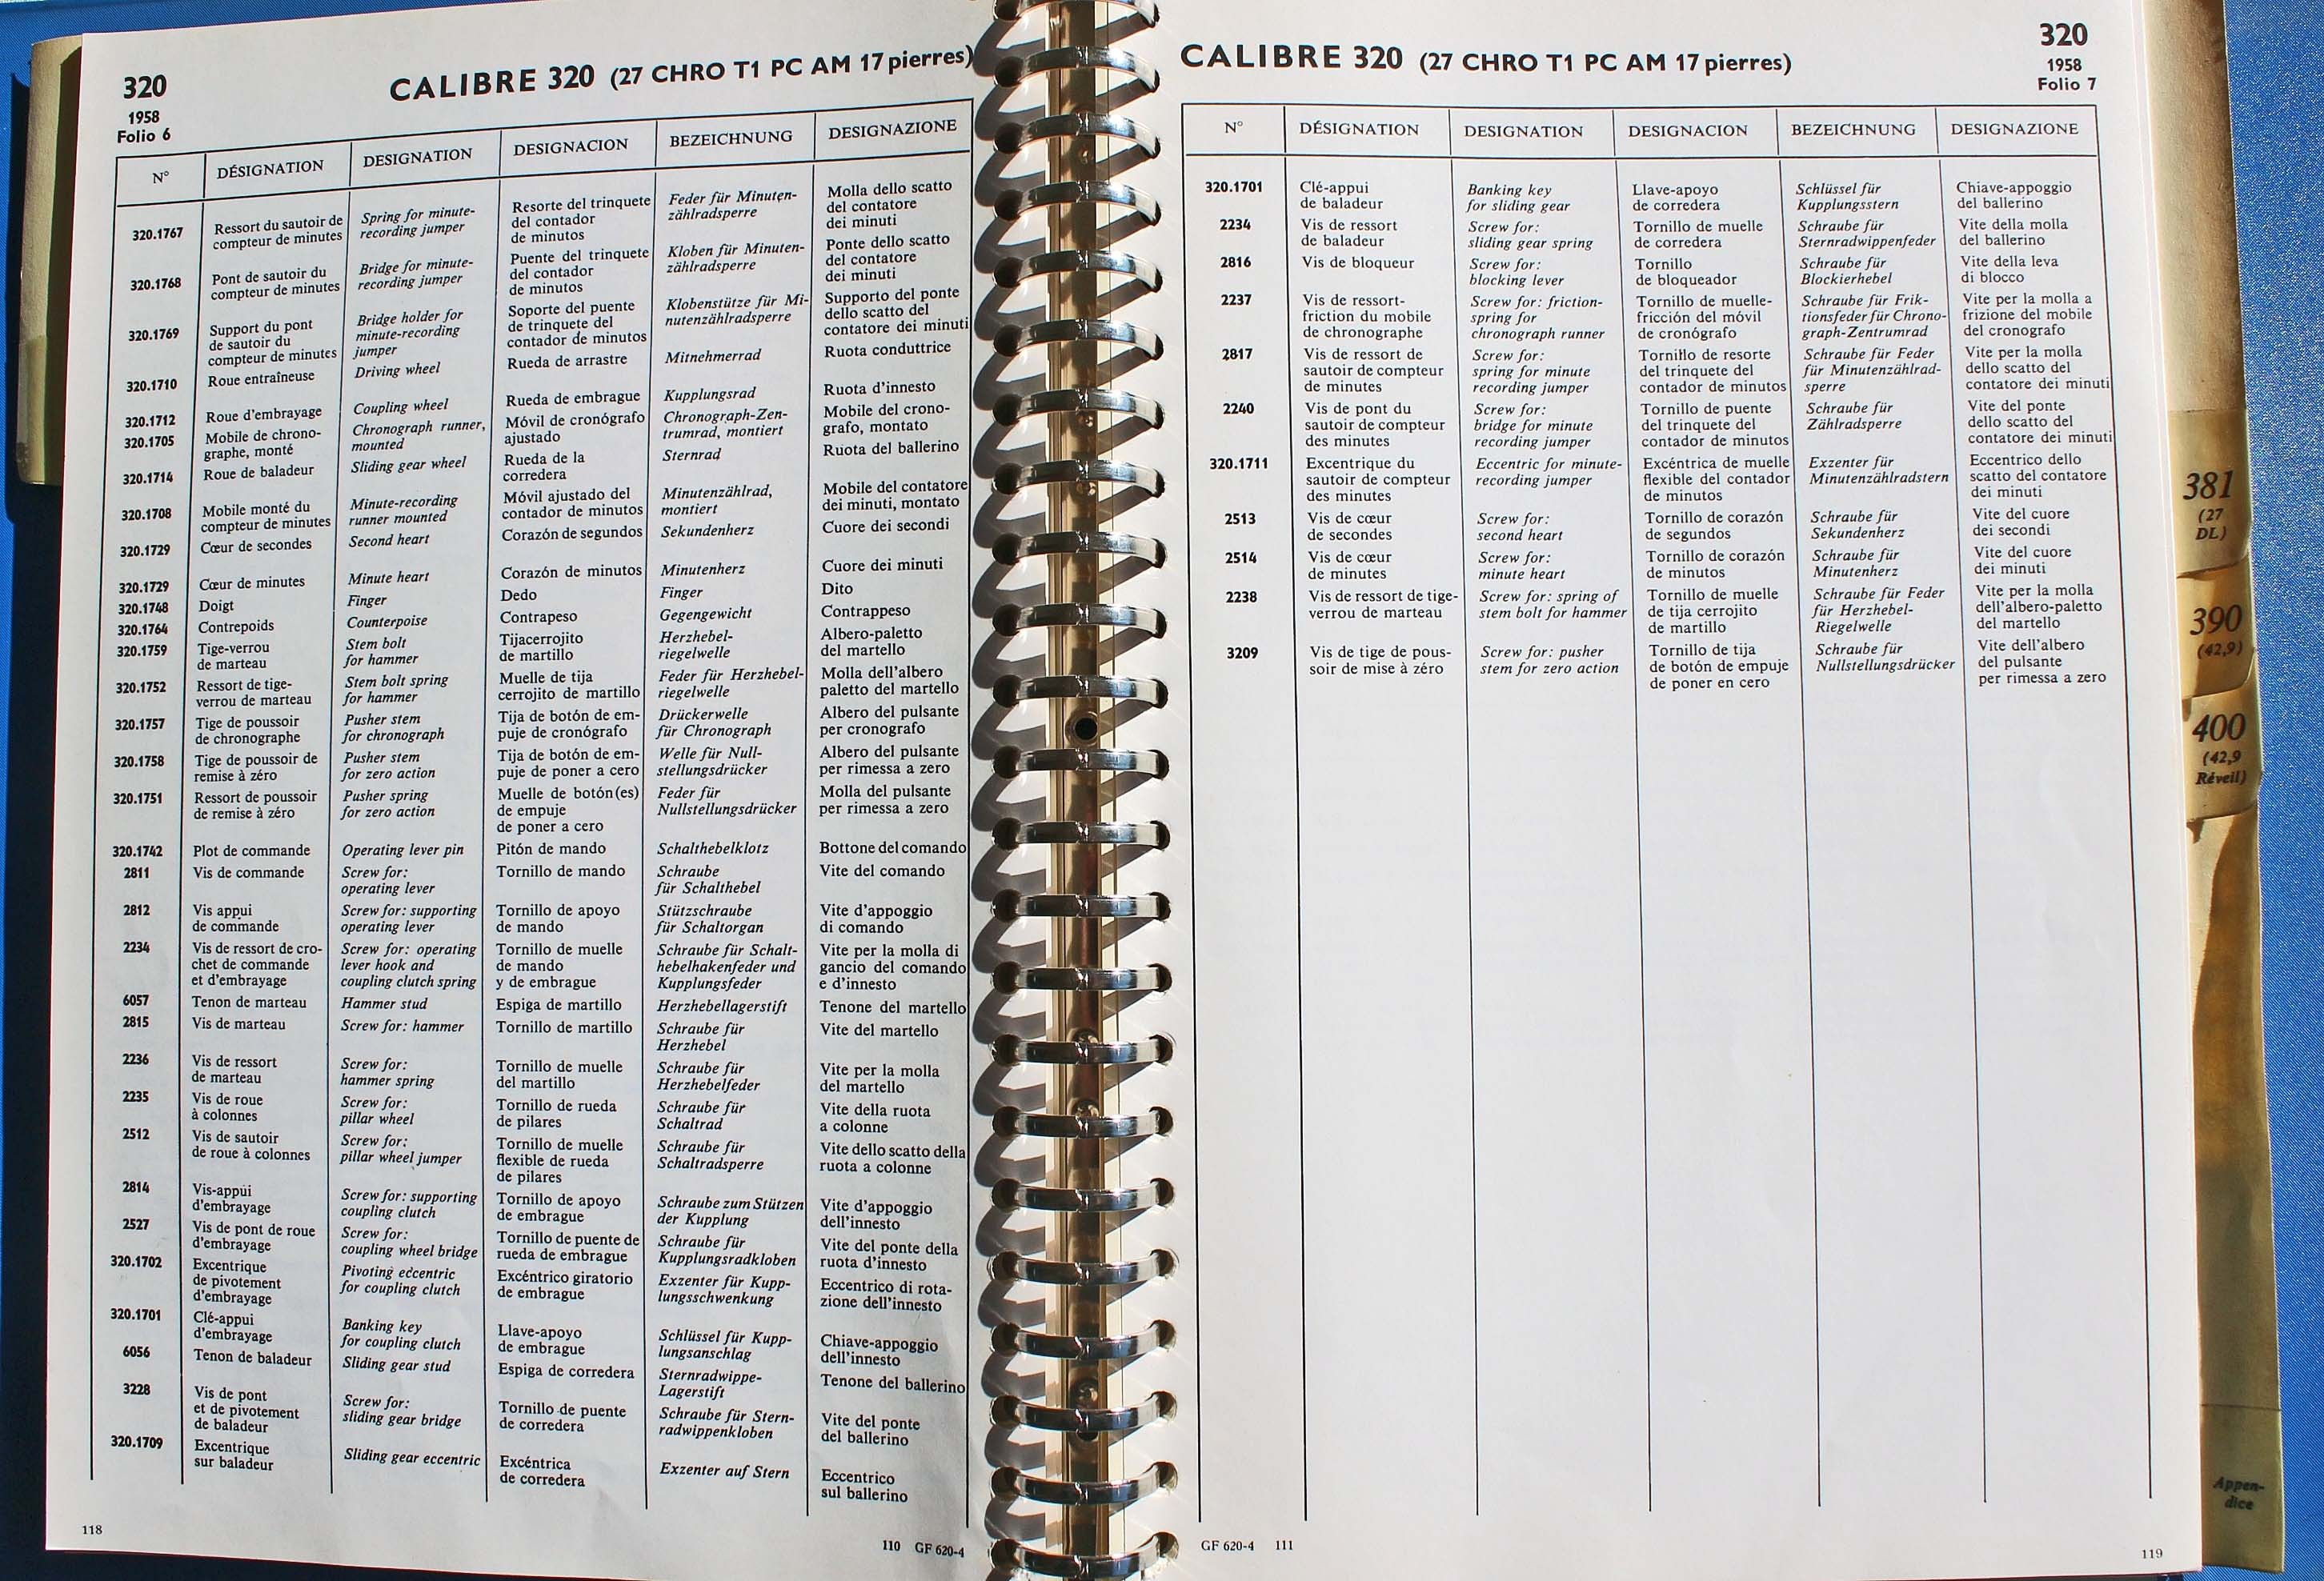 320
1958
Folio 6
CALIBRE 320 (27 CHRO T1 PC AM 17 pierres)
N° DÉSIGNATION DESIGNATION DESIGNACION BEZEICHNUNG DESIGNAZIONE
320.1767
Ressort du sautoir de
compteur de minutes
Spring for minute-
recording jumper
Resorte del trinquete
del contador
de minutos
Feder für Minuten-
zählradsperre
Molla dello scatto
del contatore
dei minuti
320.1768
Pont de sautoir du
compteur de minutes
Bridge for minute-
recording jumper
Puente del trinquete
del contador
de minutos
Kloben für Minuten-
zählradsperre
Ponte dello scatto
del contatore
dei minuti
320.1769
Support du pont
de sautoir du
compteur de minutes
Bridge holder for
minute-recording
jumper
Soporte del puente
de trinquete del
contador de minutos
Klobenstütze für Mi-
nutenzählradsperre
Supporto del ponte
dello scatto del
contatore dei minuti
320.1710
Roue entraîneuse
Driving wheel
Rueda de arrastre
Mitnehmerrad
Ruota conduttrice
320.1712
Roue d'embrayage
Coupling wheel
Rueda de embrague
Kupplungsrad
Ruota d'innesto
320.1705
Mobile de chrono-
graphe, monté
Chronograph runner,
mounted
Móvil de cronógrafo
ajustado
Chronograph-Zen-
trumrad, montiert
Mobile del crono-
grafo, montato
320.1714
Roue de baladeur
Sliding gear wheel
Rueda de la
corredera
Sternrad
Ruota del ballerino
320.1708
Mobile monté du
compteur de minutes
Minute-recording
runner mounted
Móvil ajustado del
contador de minutos
Minutenzählrad,
montiert
Mobile del contatore
dei minuti, montato
320.1729
Cœur de secondes
Second heart
Corazón de segundos
Sekundenherz
Cuore dei secondi
320.1729
Cœur de minutes
Minute heart
Corazón de minutos
Minutenherz
Cuore dei minuti
320.1748
Doigt
Finger
Dedo
Finger
Dito
320.1764
Contrepoids
Counterpoise
Contrapeso
Gegengewicht
Contrappeso
320.1759
Tige-verrou
de marteau
Stem bolt
for hammer
Tijacerrojito
de martillo
Herzhebel-
riegelwelle
Albero-paletto
del martello
320.1752
Ressort de tige-
verrou de marteau
Stem bolt spring
for hammer
Muelle de tija
cerrojito de martillo
Feder für Herzhebel-
riegelwelle
Molla dell'albero
paletto del martello
320.1757
Tige de poussoir
de chronographe
Pusher stem
for chronograph
Tija de botón de em-
puje de cronógrafo
Drückerwelle
für Chronograph
Albero del pulsante
per cronografo
320.1758
Tige de poussoir de
remise à zéro
Pusher stem
for zero action
Tija de botón de em-
puje de poner a cero
Welle für Null-
stellungsdrücker
Albero del pulsante
per rimessa a zero
320.1751
Ressort de poussoir
de remise à zéro
Pusher spring
for zero action
Muelle de botón(es)
de empuje
de poner a cero
Feder für
Nullstellungsdrücker
Molla del pulsante
per rimessa a zero
320.1742
Plot de commande
Operating lever pin
Pitón de mando
Schalthebelklotz
Bottone del comando
2811
Vis de commande
Screw for:
operating lever
Tornillo de mando
Schraube
für Schalthebel
Vite del comando
2812
Vis appui
de commande
Screw for: supporting
operating lever
Tornillo de apoyo
de mando
Stützschraube
für Schaltorgan
Vite d'appoggio
di comando
2234
Vis de ressort de cro-
chet de commande
et d'embrayage
Screw for: operating
lever hook and
coupling clutch spring
Tornillo de muelle
de mando
y de embrague
Schraube für Schalt-
hebelhakenfeder und
Kupplungsfeder
Vite per la molla di
gancio del comando
e d'innesto
6057
Tenon de marteau
Hammer stud
Espiga de martillo
Herzhebellagerstift
Tenone del martello
2815
Vis de marteau
Screw for: hammer
Tornillo de martillo
Schraube für
Herzhebel
Vite del martello
2236
Vis de ressort
de marteau
Screw for:
hammer spring
Tornillo de muelle
del martillo
Schraube für
Herzhebelfeder
Vite per la molla
del martello
2235
Vis de roue
à colonnes
Screw for:
pillar wheel
Tornillo de rueda
de pilares
Schraube für
Schaltrad
Vite della ruota
a colonne
2512
Vis de sautoir
de roue à colonnes
Screw for:
pillar wheel jumper
Tornillo de muelle
flexible de rueda
de pilares
Schraube für
Schaltradsperre
Vite dello scatto della
ruota a colonne
2814
Vis-appui
d'embrayage
Screw for: supporting
coupling clutch
Tornillo de apoyo
de embrague
Schraube zum Stützen
der Kupplung
Vite d'appoggio
dell'innesto
2527
Vis de pont de roue
d'embrayage
Screw for:
coupling wheel bridge
Tornillo de puente de
rueda de embrague
Schraube für
Kupplungsradkloben
Vite del ponte della
ruota d'innesto
320.1702
Excentrique
de pivotement
d'embrayage
Pivoting eccentric
for coupling clutch
Excéntrico giratorio
de embrague
Exzenter für Kupp-
lungsschwenkung
Eccentrico di rota-
zione dell'innesto
320.1701
Clé-appui
d'embrayage
Banking key
for coupling clutch
Llave-apoyo
de embrague
Schlüssel für Kupp-
lungsanschlag
Chiave-appoggio
dell'innesto
6056
Tenon de baladeur
Sliding gear stud
Espiga de corredera
Sternradwippe-
Lagerstift
Tenone del ballerino
3228
Vis de pont
et de pivotement
de baladeur
Screw for:
sliding gear bridge
Tornillo de puente
de corredera
Schraube für Stern-
radwippenkloben
Vite del ponte
del ballerino
320.1709
Excentrique
sur baladeur
Sliding gear eccentric
Excéntrica
de corredera
Exzenter auf Stern
Eccentrico
sul ballerino
118
110 GF 620-4
CALIBRE 320 (27 CHRO T1 PC AM 17 pierres)
320
1958
Folio 7
N° DÉSIGNATION DESIGNATION DESIGNACION BEZEICHNUNG DESIGNAZIONE
320.1701
Clé-appui
de baladeur
Banking key
for sliding gear
Llave-apoyo
de corredera
Schlüssel für
Kupplungsstern
Chiave-appoggio
del ballerino
2234
Vis de ressort
de baladeur
Screw for:
sliding gear spring
Tornillo de muelle
de corredera
Schraube für
Sternradwippenfeder
Vite della molla
del ballerino
2816
Vis de bloqueur
Screw for:
blocking lever
Tornillo
de bloqueador
Schraube für
Blockierhebel
Vite della leva
di blocco
2237
Vis de ressort-
friction du mobile
de chronographe
Screw for: friction-
spring for
chronograph runner
Tornillo de muelle-
fricción del móvil
de cronógrafo
Schraube für Frik-
tionsfeder für Chrono-
graph-Zentrumrad
Vite per la molla a
frizione del mobile
del cronografo
2817
Vis de ressort de
sautoir de compteur
de minutes
Screw for:
spring for minute
recording jumper
Tornillo de resorte
del trinquete del
contador de minutos
Schraube für Feder
für Minutenzählrad-
sperre
Vite per la molla
dello scatto del
contatore dei minuti
2240
Vis de pont du
sautoir de compteur
des minutes
Screw for:
bridge for minute
recording jumper
Tornillo de puente
del trinquete del
contador de minutos
Schraube für
Zählradsperre
Vite del ponte
dello scatto del
contatore dei minuti
320.1711
Excentrique du
sautoir de compteur
des minutes
Eccentric for minute-
recording jumper
Excéntrica de muelle
flexible del contador
de minutos
Exzenter für
Minutenzählradstern
Eccentrico dello
scatto del contatore
dei minuti
2513
Vis de cœur
de secondes
Screw for:
second heart
Tornillo de corazón
de segundos
Schraube für
Sekundenherz
Vite del cuore
dei secondi
2514
Vis de cœur
de minutes
Screw for:
minute heart
Tornillo de corazón
de minutos
Schraube für
Minutenherz
Vite del cuore
dei minuti
2238
Vis de ressort de tige-
verrou de marteau
Screw for: spring of
stem bolt for hammer
Tornillo de muelle
de tija cerrojito
de martillo
Schraube für Feder
für Herzhebel-
Riegelwelle
Vite per la molla
dell'albero-paletto
del martello
3209
Vis de tige de pous-
soir de mise à zéro
Screw for: pusher
stem for zero action
Tornillo de tija
de botón de empuje
de poner en cero
Schraube für
Nullstellungsdrücker
Vite dell'albero
del pulsante
per rimessa a zero
GF 620-4 111
119
381
(27
DL)
390
(42,9)
400
(42,9
Réveil)
Appen-
dice